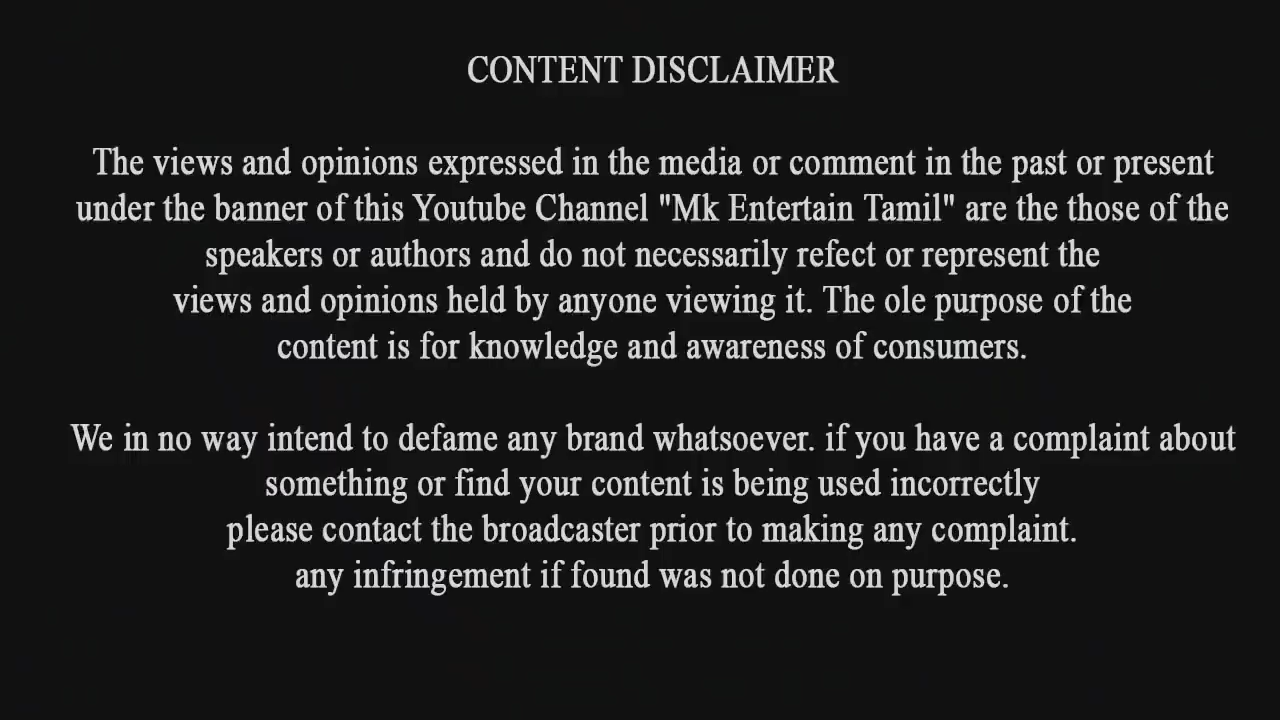 CONTENT DISCLAIMER
The views and opinions expressed in the media or comment in the past or present
under the banner of this Youtube Channel "Mk Entertain Tamil" are the those of the
speakers or authors and do not necessarily refect or represent the
views and opinions held by anyone viewing it. The ole purpose of the
content is for knowledge and awareness of consumers.
We in no way intend to defame any brand whatsoever. if you have a complaint about
something or find your content is being used incorrectly
please contact the broadcaster prior to making any complaint.
any infringement if found was not done on purpose.